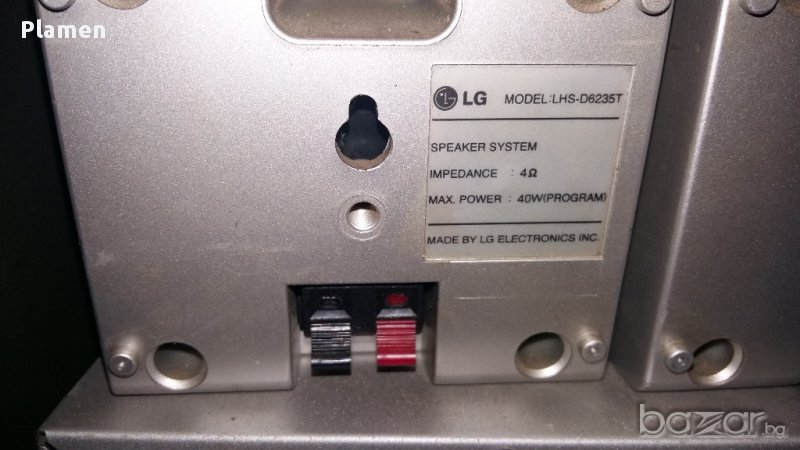 Plamen
LG MODEL:LHS-D6235T
SPEAKER SYSTEM
IMPEDANCE : 4Ω
MAX. POWER : 40W(PROGRAM)
MADE BY LG ELECTRONICS INC.
bazar.bg